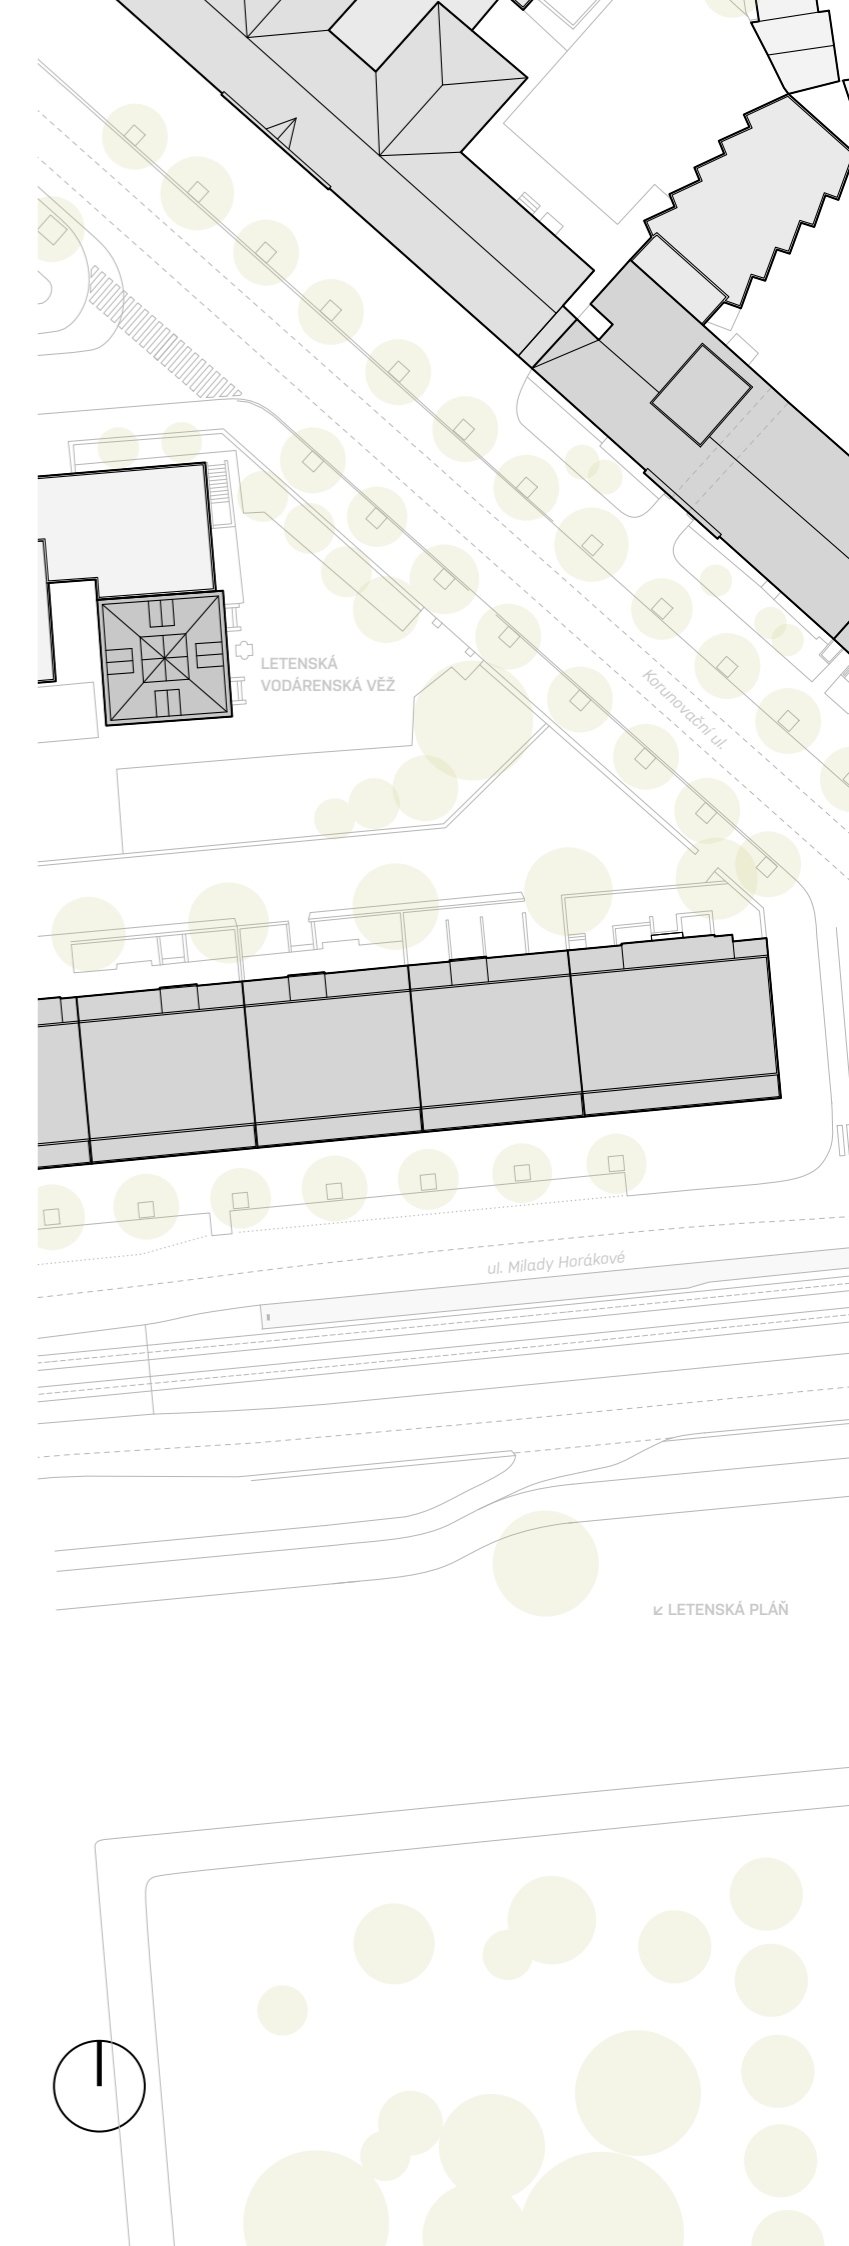 LETENSKÁ
VODÁRENSKÁ VĚŽ
Korunovační ul.
ul. Milady Horákové
↙ LETENSKÁ PLÁŇ